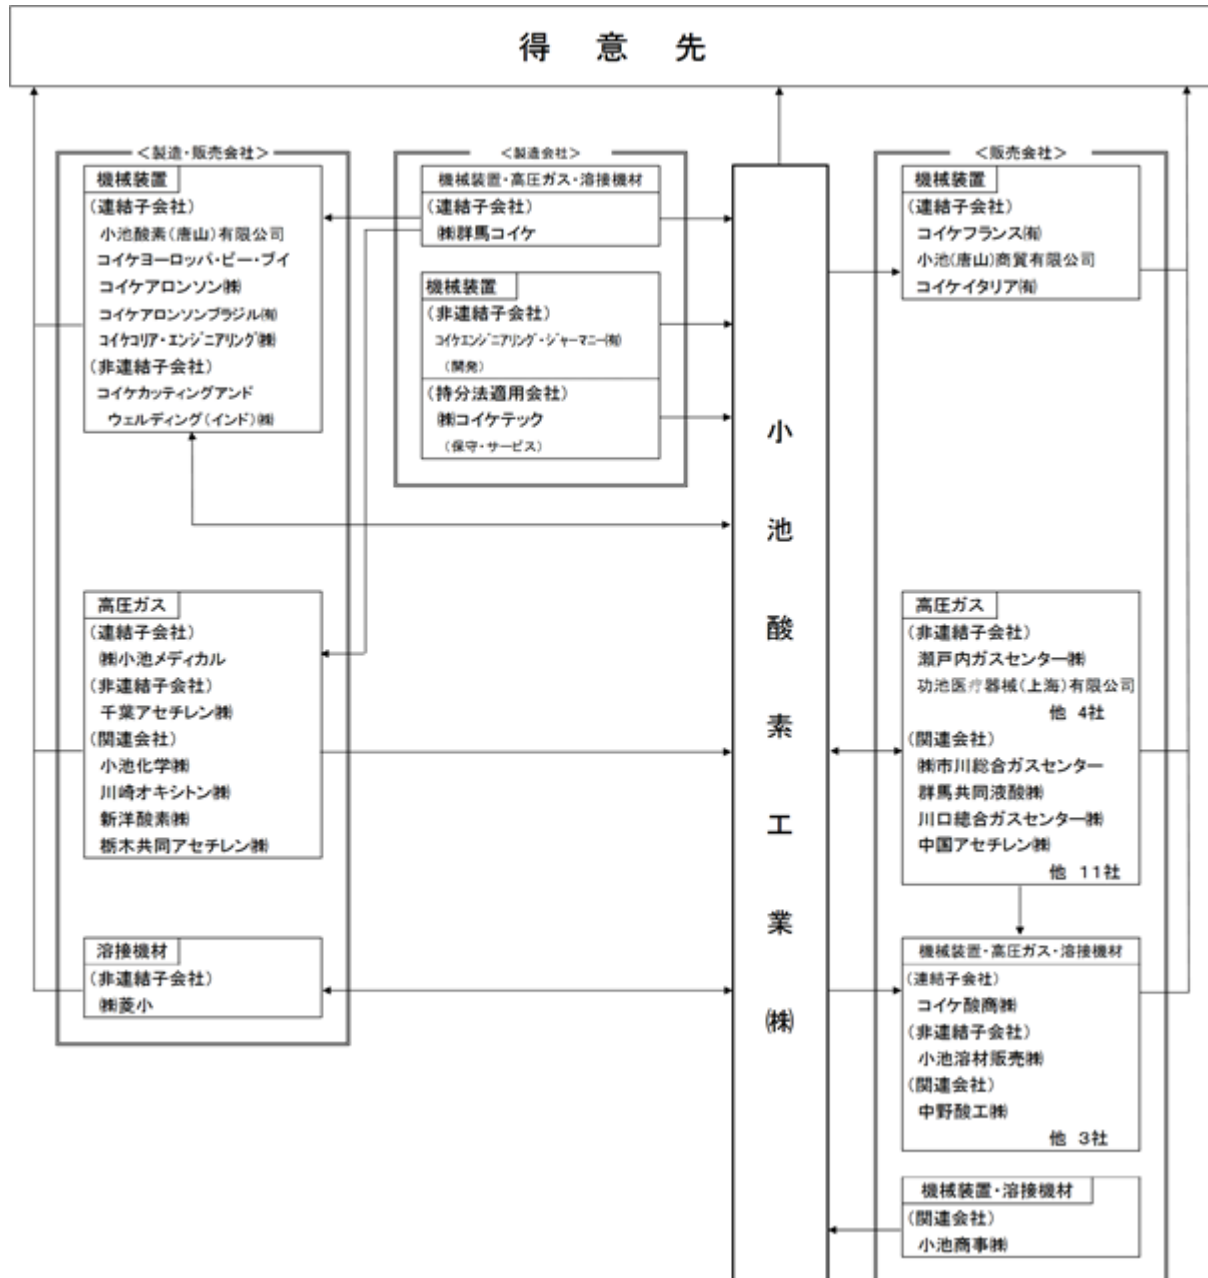 得意先
＜製造・販売会社＞
機械装置
（連結子会社）
小池酸素（唐山）有限公司
コイケヨーロッパ・ビー・ブイ
コイケアロンソン㈱
コイケアロンソンブラジル㈲
コイケコリア・エンジニアリング㈱
（非連結子会社）
コイケカッティングアンド
ウェルディング（インド）㈱
高圧ガス
（連結子会社）
㈱小池メディカル
（非連結子会社）
千葉アセチレン㈱
（関連会社）
小池化学㈱
川崎オキシトン㈱
新洋酸素㈱
栃木共同アセチレン㈱
溶接機材
（非連結子会社）
㈱菱小
＜製造会社＞
機械装置・高圧ガス・溶接機材
（連結子会社）
㈱群馬コイケ
機械装置
（非連結子会社）
コイケエンジニアリング・ジャーマニー㈲
（開発）
（持分法適用会社）
㈱コイケテック
（保守・サービス）
小池酸素工業㈱
＜販売会社＞
機械装置
（連結子会社）
コイケフランス㈲
小池（唐山）商貿有限公司
コイケイタリア㈲
高圧ガス
（非連結子会社）
瀬戸内ガスセンター㈱
功池医疗器械（上海）有限公司
他 4社
（関連会社）
㈱市川総合ガスセンター
群馬共同液酸㈱
川口総合ガスセンター㈱
中国アセチレン㈱
他 11社
機械装置・高圧ガス・溶接機材
（連結子会社）
コイケ酸商㈱
（非連結子会社）
小池溶材販売㈱
（関連会社）
中野酸工㈱
他 3社
機械装置・溶接機材
（関連会社）
小池商事㈱